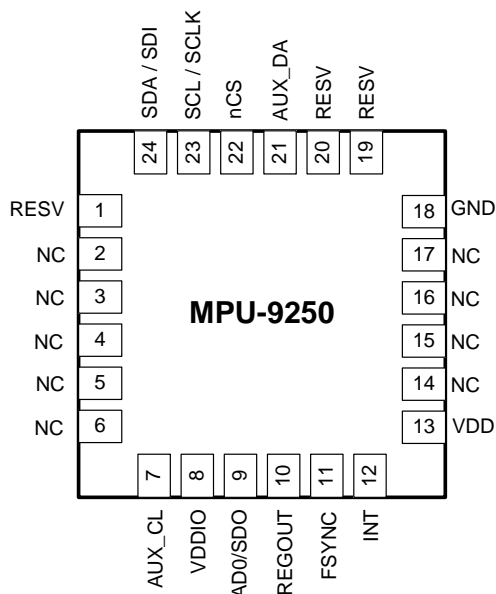 SDA / SDI
SCL / SCLK
nCS
AUX_DA
RESV
RESV
24
23
22
21
20
19
RESV
1
18
GND
NC
2
17
NC
NC
3
16
NC
MPU-9250
NC
4
15
NC
NC
5
14
NC
NC
6
13
VDD
7
8
9
10
11
12
AUX_CL
VDDIO
AD0/SDO
REGOUT
FSYNC
INT